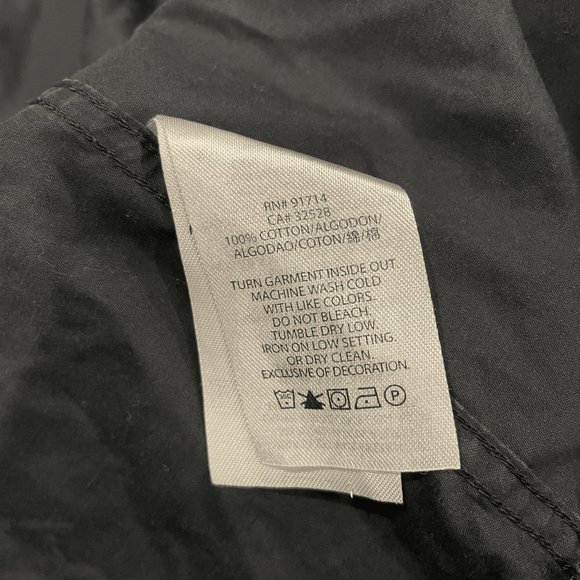 RN# 91714
CA# 32528
100% COTTON/ALGODON/
ALGODAO/COTON/綿/棉
TURN GARMENT INSIDE OUT.
MACHINE WASH COLD
WITH LIKE COLORS.
DO NOT BLEACH.
TUMBLE DRY LOW.
IRON ON LOW SETTING.
OR DRY CLEAN.
EXCLUSIVE OF DECORATION.
30C P